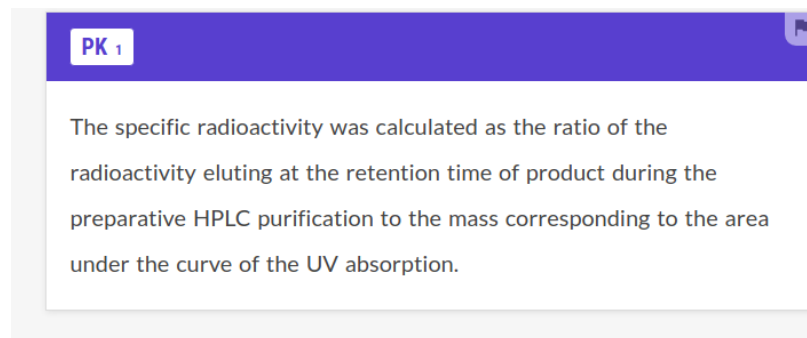 PK 1
The specific radioactivity was calculated as the ratio of the
radioactivity eluting at the retention time of product during the
preparative HPLC purification to the mass corresponding to the area
under the curve of the UV absorption.